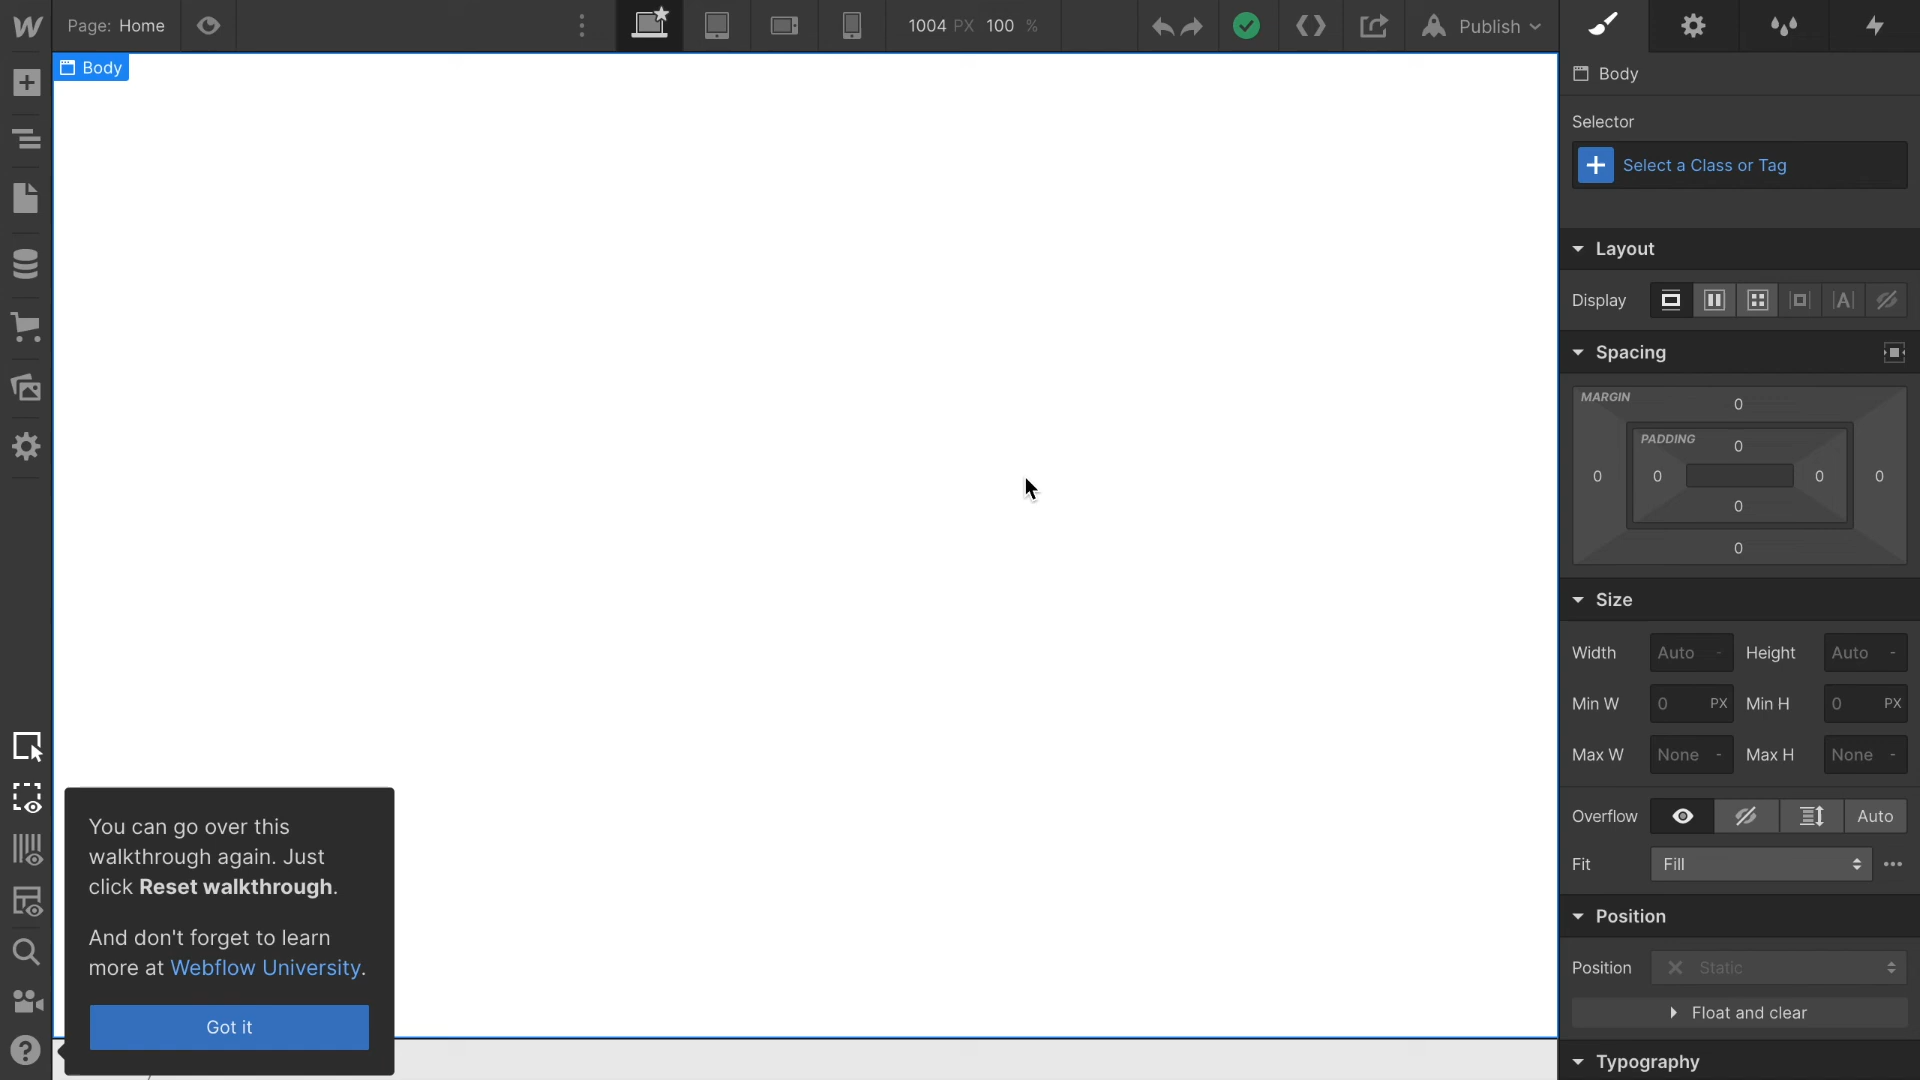 Page: Home
1004 PX 100 %
Publish
Body
Body
Selector
Select a Class or Tag
Layout
Display
Spacing
MARGIN
0
PADDING
0
0 0 0 0
0
0
Size
Width Auto - Height Auto -
Min W 0 PX Min H 0 PX
Max W None - Max H None -
Overflow Auto
Fit Fill
Position
Position Static
Float and clear
Typography
You can go over this
walkthrough again. Just
click Reset walkthrough.
And don't forget to learn
more at Webflow University.
Got it